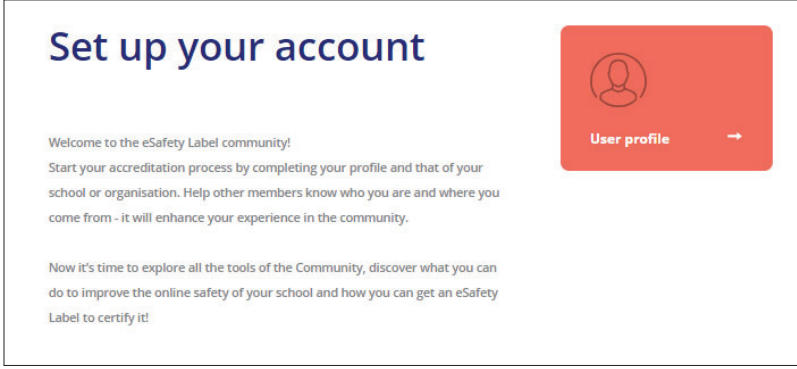 Set up your account
Welcome to the eSafety Label community!
Start your accreditation process by completing your profile and that of your
school or organisation. Help other members know who you are and where you
come from - it will enhance your experience in the community.
Now it's time to explore all the tools of the Community, discover what you can
do to improve the online safety of your school and how you can get an eSafety
Label to certify it!
User profile